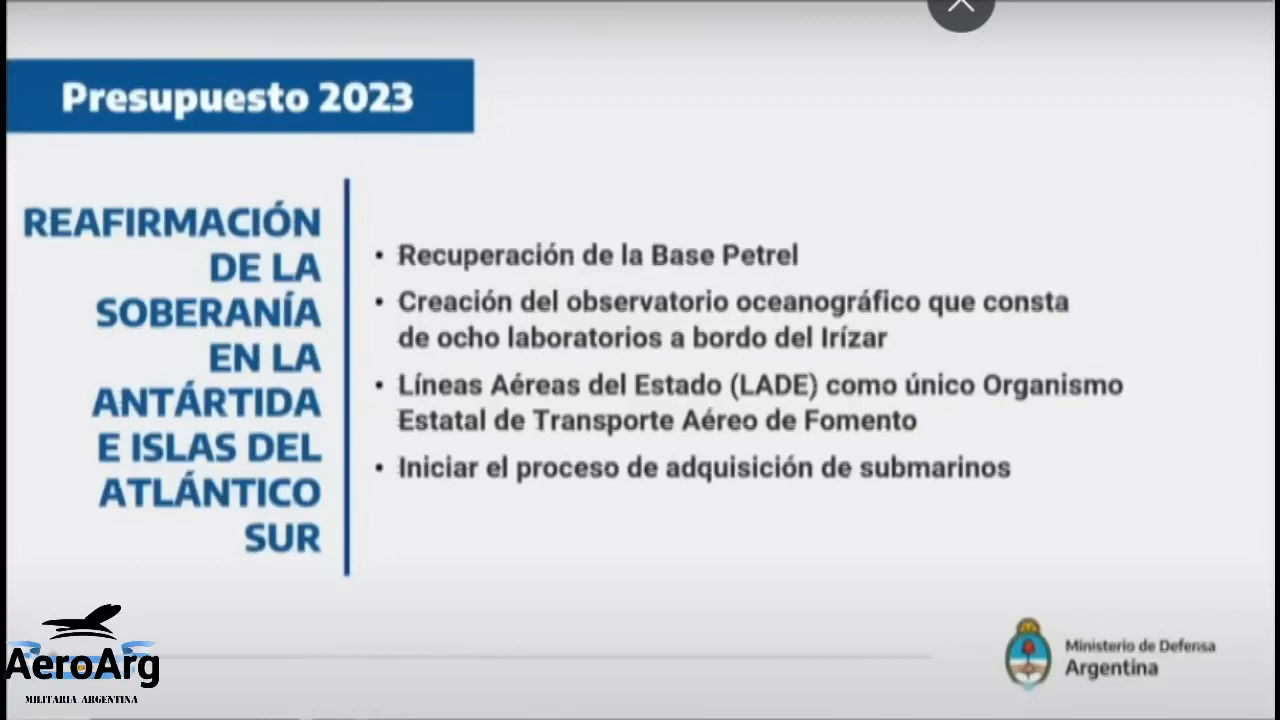 Presupuesto 2023
REAFIRMACIÓN
DE LA
SOBERANÍA
EN LA
ANTÁRTIDA
E ISLAS DEL
ATLÁNTICO
SUR
• Recuperación de la Base Petrel
• Creación del observatorio oceanográfico que consta
de ocho laboratorios a bordo del Irízar
• Líneas Aéreas del Estado (LADE) como único Organismo
Estatal de Transporte Aéreo de Fomento
• Iniciar el proceso de adquisición de submarinos
AeroArg
MILITARIA ARGENTINA
Ministerio de Defensa
Argentina